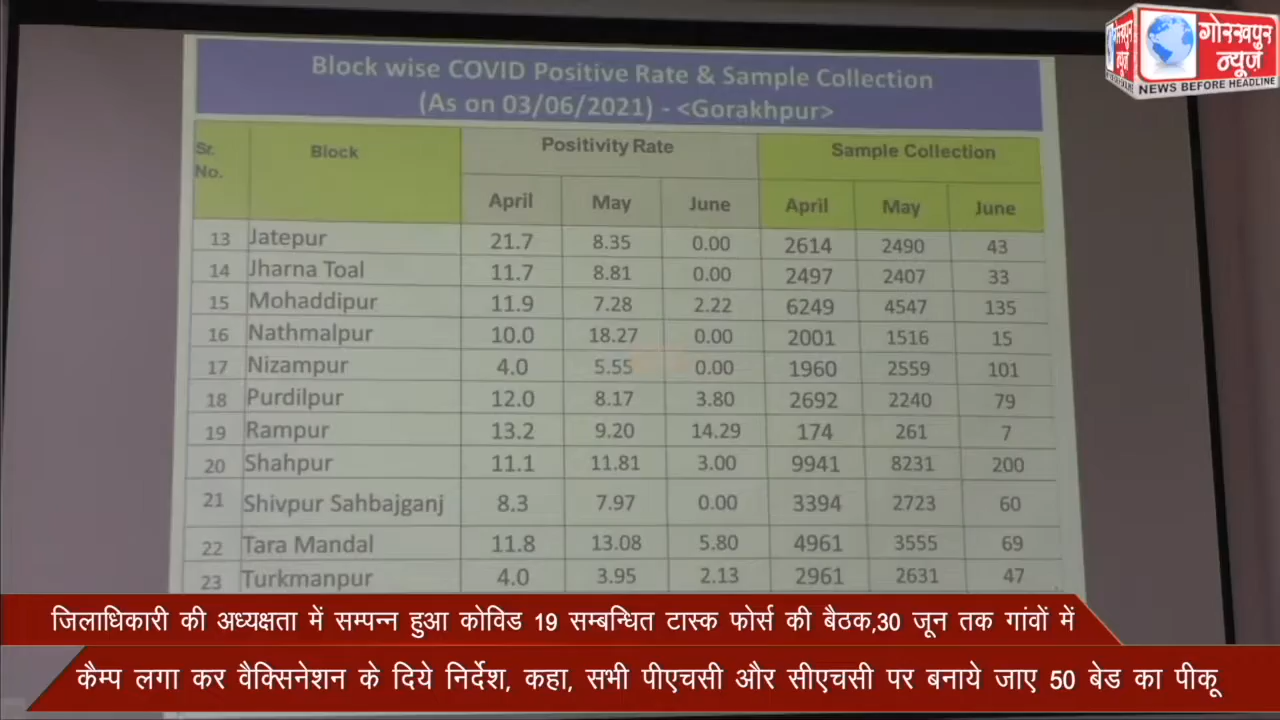 गोरखपुर
न्यूज़
NEWS BEFORE HEADLINE
Block wise COVID Positive Rate & Sample Collection
(As on 03/06/2021) - <Gorakhpur>
Sr. No. Block Positivity Rate Sample Collection
April May June April May June
13 Jatepur 21.7 8.35 0.00 2614 2490 43
14 Jharna Toal 11.7 8.81 0.00 2497 2407 33
15 Mohaddipur 11.9 7.28 2.22 6249 4547 135
16 Nathmalpur 10.0 18.27 0.00 2001 1516 15
17 Nizampur 4.0 5.55 0.00 1960 2559 101
18 Purdilpur 12.0 8.17 3.80 2692 2240 79
19 Rampur 13.2 9.20 14.29 174 261 7
20 Shahpur 11.1 11.81 3.00 9941 8231 200
21 Shivpur Sahbajganj 8.3 7.97 0.00 3394 2723 60
22 Tara Mandal 11.8 13.08 5.80 4961 3555 69
23 Turkmanpur 4.0 3.95 2.13 2961 2631 47
जिलाधिकारी की अध्यक्षता में सम्पन्न हुआ कोविड 19 सम्बन्धित टास्क फोर्स की बैठक,30 जून तक गांवों में
कैम्प लगा कर वैक्सिनेशन के दिये निर्देश, कहा, सभी पीएचसी और सीएचसी पर बनाये जाए 50 बेड का पीकू